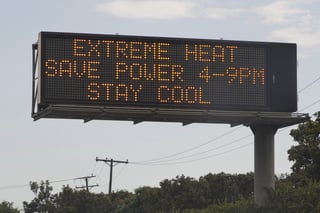 EXTREME HEAT
SAVE POWER 4-9PM
STAY COOL